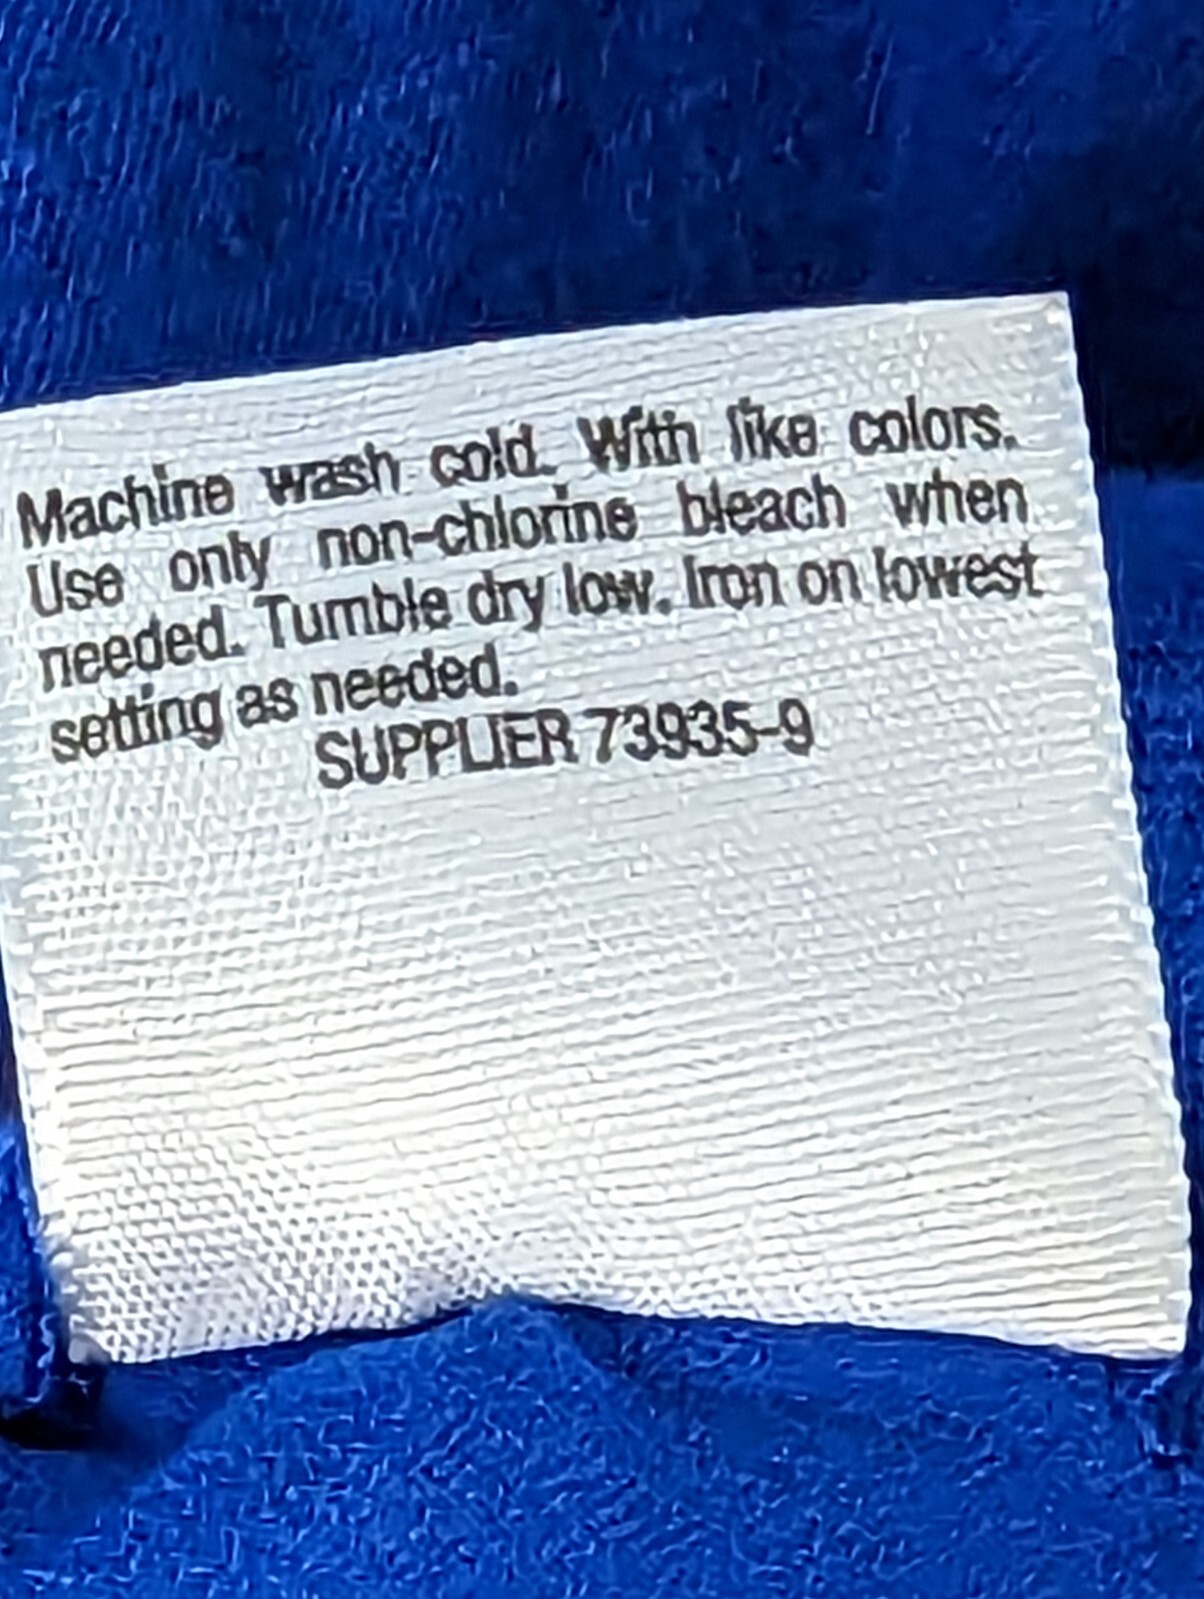 Machine wash cold. With like colors.
Use only non-chlorine bleach when
needed. Tumble dry low. Iron on lowest
setting as needed.
SUPPLIER 73935-9